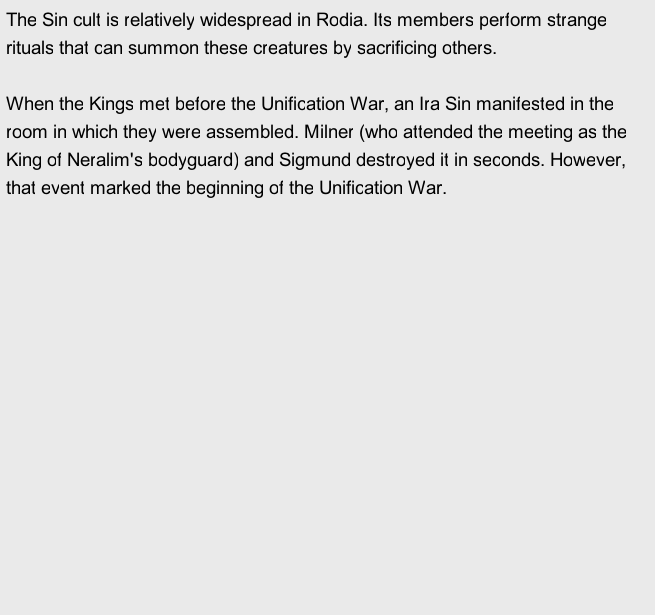 The Sin cult is relatively widespread in Rodia. Its members perform strange
rituals that can summon these creatures by sacrificing others.
When the Kings met before the Unification War, an Ira Sin manifested in the
room in which they were assembled. Milner (who attended the meeting as the
King of Neralim's bodyguard) and Sigmund destroyed it in seconds. However,
that event marked the beginning of the Unification War.